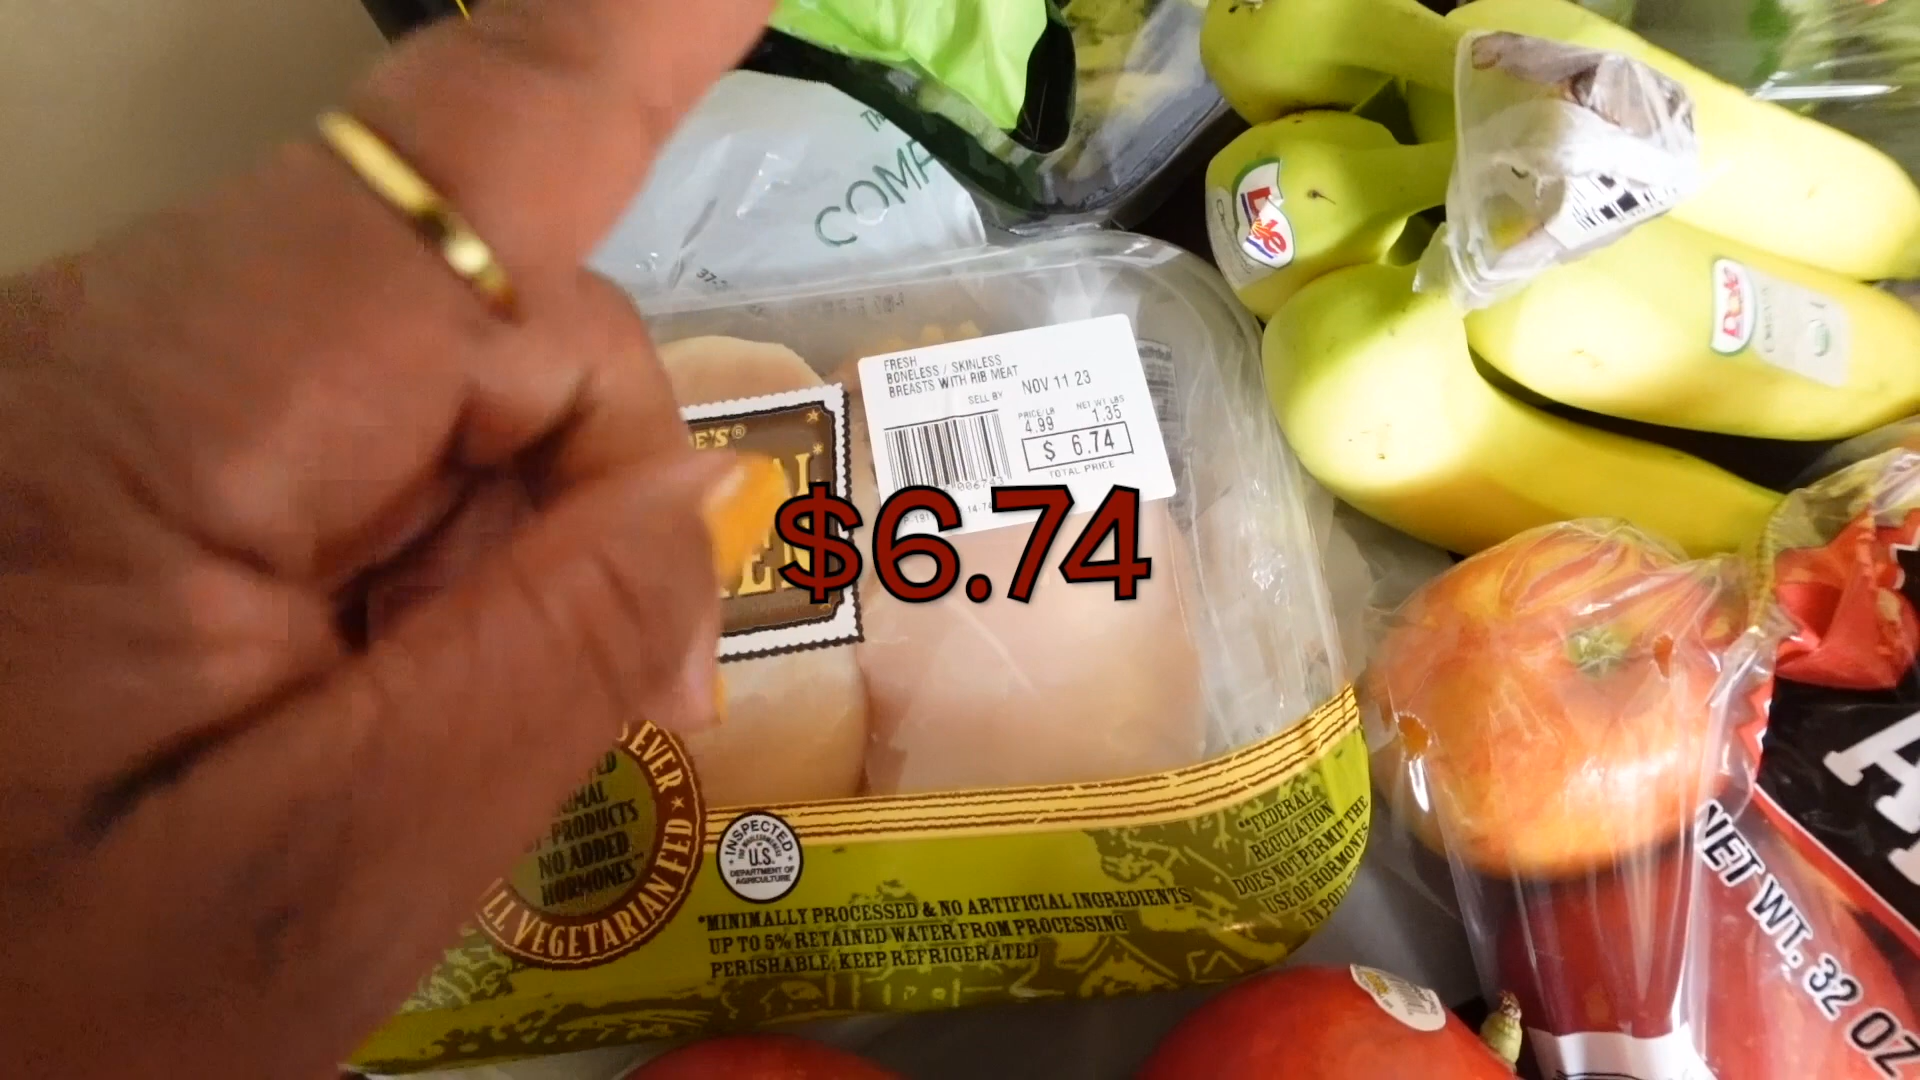 COMP
Dole
Dole
FRESH
BONELESS / SKINLESS
BREASTS WITH RIB MEAT
SELL BY
NOV 11 23
PRICE/LB
NET WT LBS
4.99
1.35
$ 6.74
TOTAL PRICE
E'S®
$6.74
EVER
PRODUCTS
NO ADDED
HORMONES**
VEGETARIAN FED
INSPECTED
U.S.
DEPARTMENT OF
AGRICULTURE
*MINIMALLY PROCESSED & NO ARTIFICIAL INGREDIENTS
UP TO 5% RETAINED WATER FROM PROCESSING
PERISHABLE, KEEP REFRIGERATED
**FEDERAL
REGULATION
DOES NOT PERMIT THE
USE OF HORMONES
NET WT. 32 OZ